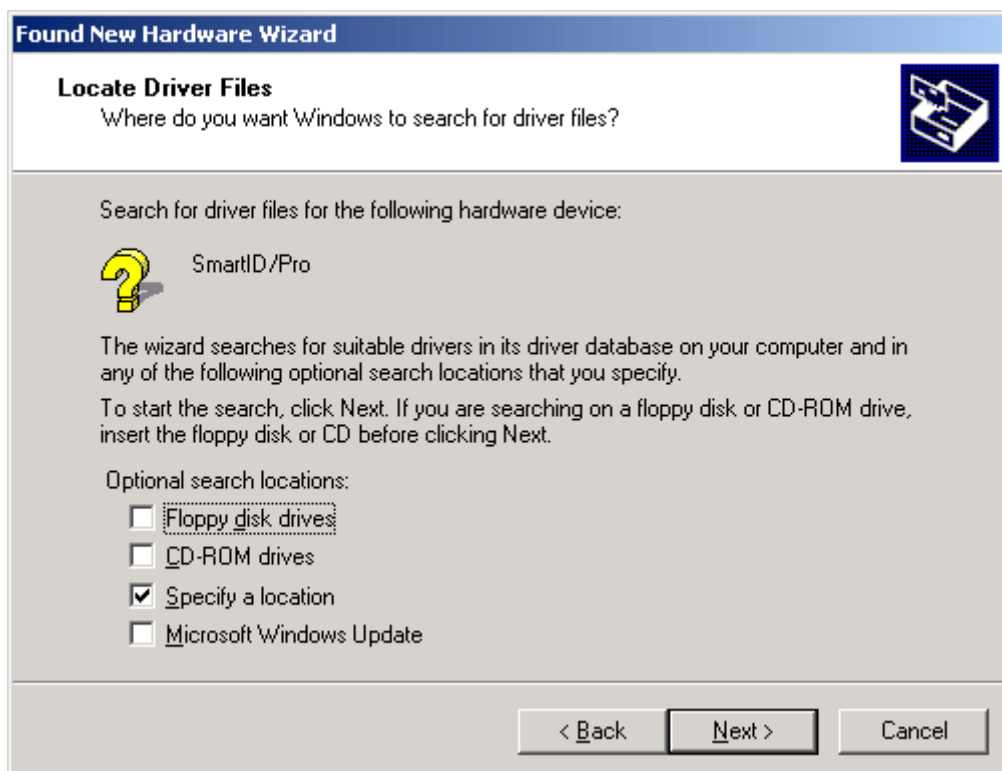 Found New Hardware Wizard
Locate Driver Files
Where do you want Windows to search for driver files?
Search for driver files for the following hardware device:
SmartID/Pro
The wizard searches for suitable drivers in its driver database on your computer and in
any of the following optional search locations that you specify.
To start the search, click Next. If you are searching on a floppy disk or CD-ROM drive,
insert the floppy disk or CD before clicking Next.
Optional search locations:
Floppy disk drives
CD-ROM drives
Specify a location
Microsoft Windows Update
< Back
Next >
Cancel